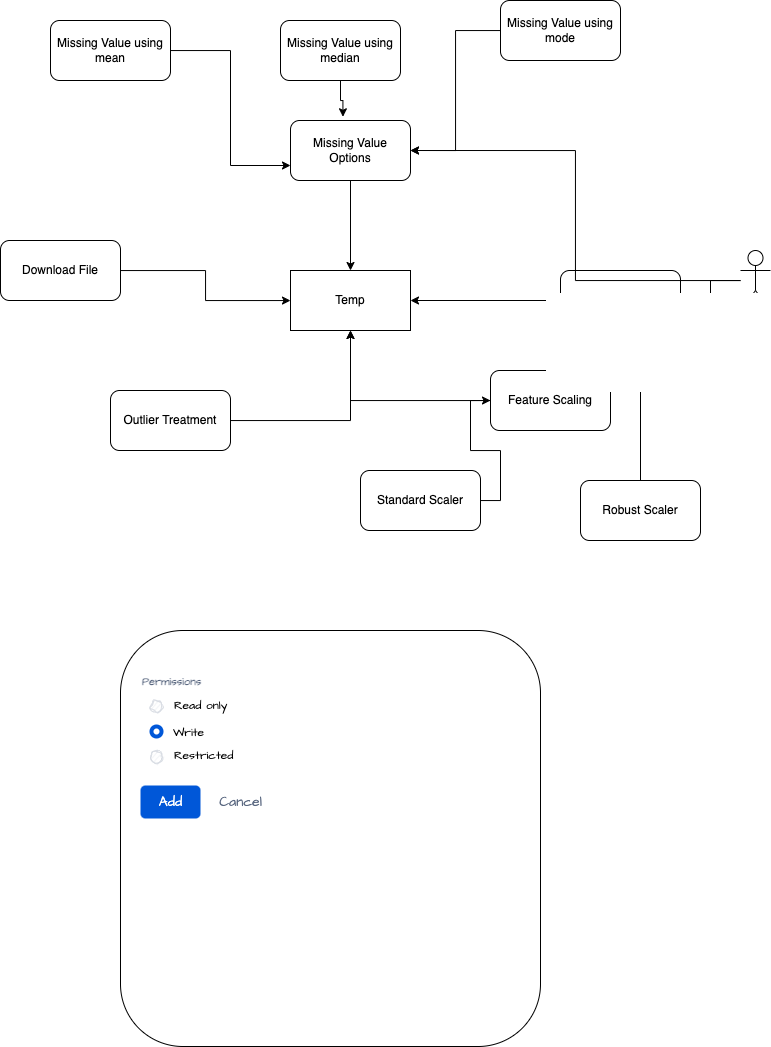 Missing Value using
mean
Missing Value using
median
Missing Value using
mode
Missing Value
Options
Download File
Temp
Outlier Treatment
Feature Scaling
Standard Scaler
Robust Scaler
Permissions
Read only
Write
Restricted
Add
Cancel